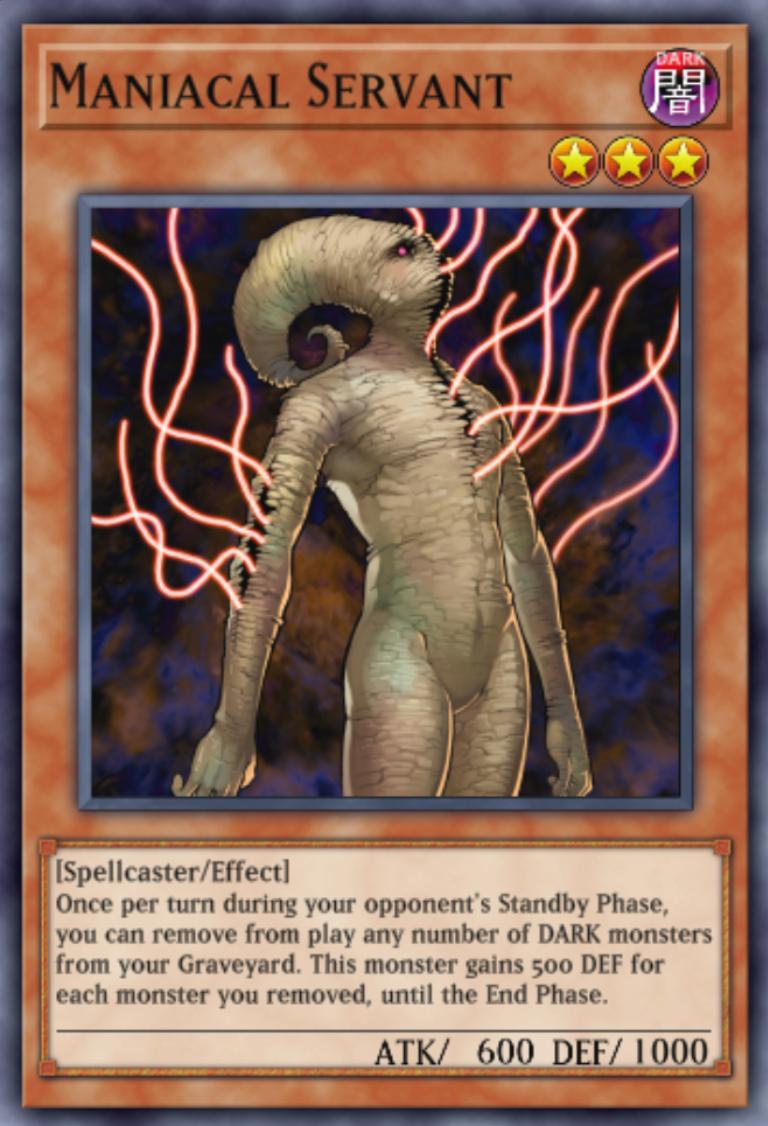 MANIACAL SERVANT
DARK
闇
[Spellcaster/Effect]
Once per turn during your opponent's Standby Phase,
you can remove from play any number of DARK monsters
from your Graveyard. This monster gains 500 DEF for
each monster you removed, until the End Phase.
ATK/ 600 DEF/ 1000